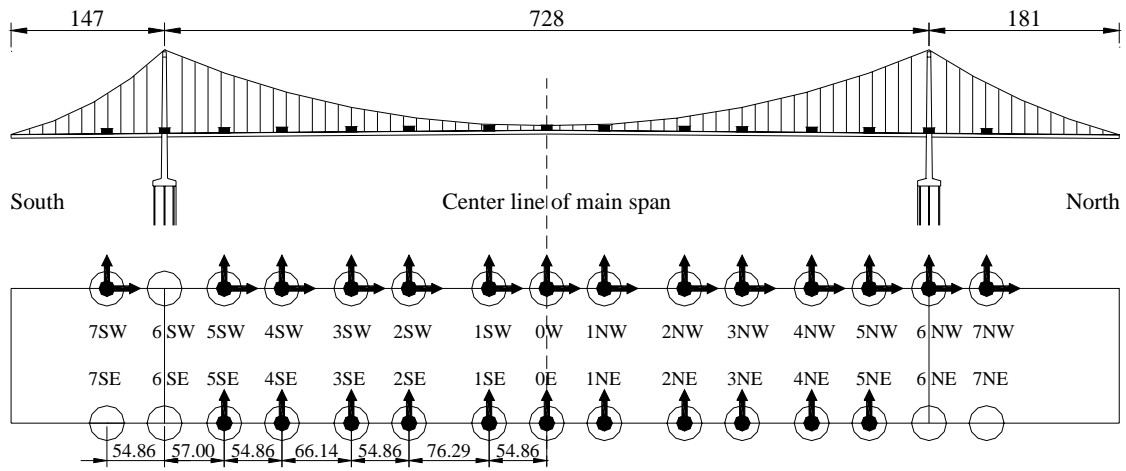 147 728 181
South Center line of main span North
7SW 6 SW 5SW 4SW 3SW 2SW 1SW 0W 1NW 2NW 3NW 4NW 5NW 6 NW 7NW
7SE 6 SE 5SE 4SE 3SE 2SE 1SE 0E 1NE 2NE 3NE 4NE 5NE 6 NE 7NE
54.86 57.00 54.86 66.14 54.86 76.29 54.86